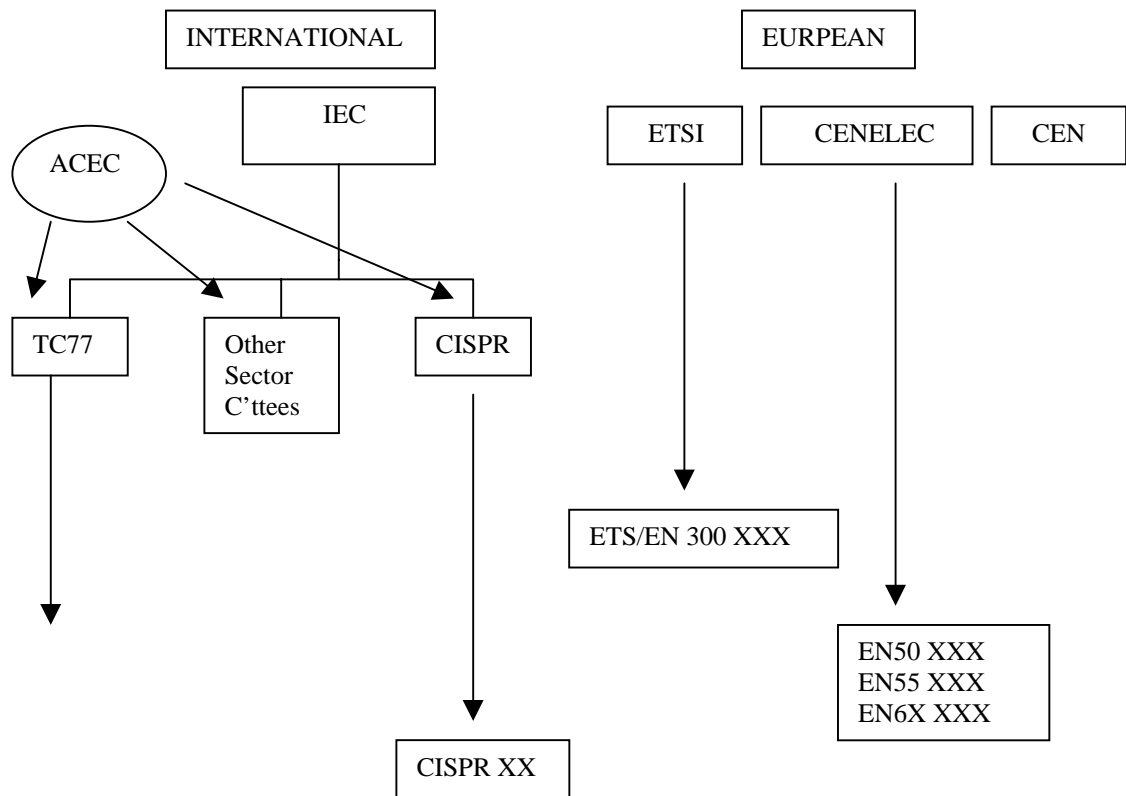 INTERNATIONAL
EURPEAN
IEC
ETSI
CENELEC
CEN
ACEC
TC77
Other
Sector
C'ttees
CISPR
ETS/EN 300 XXX
EN50 XXX
EN55 XXX
EN6X XXX
CISPR XX